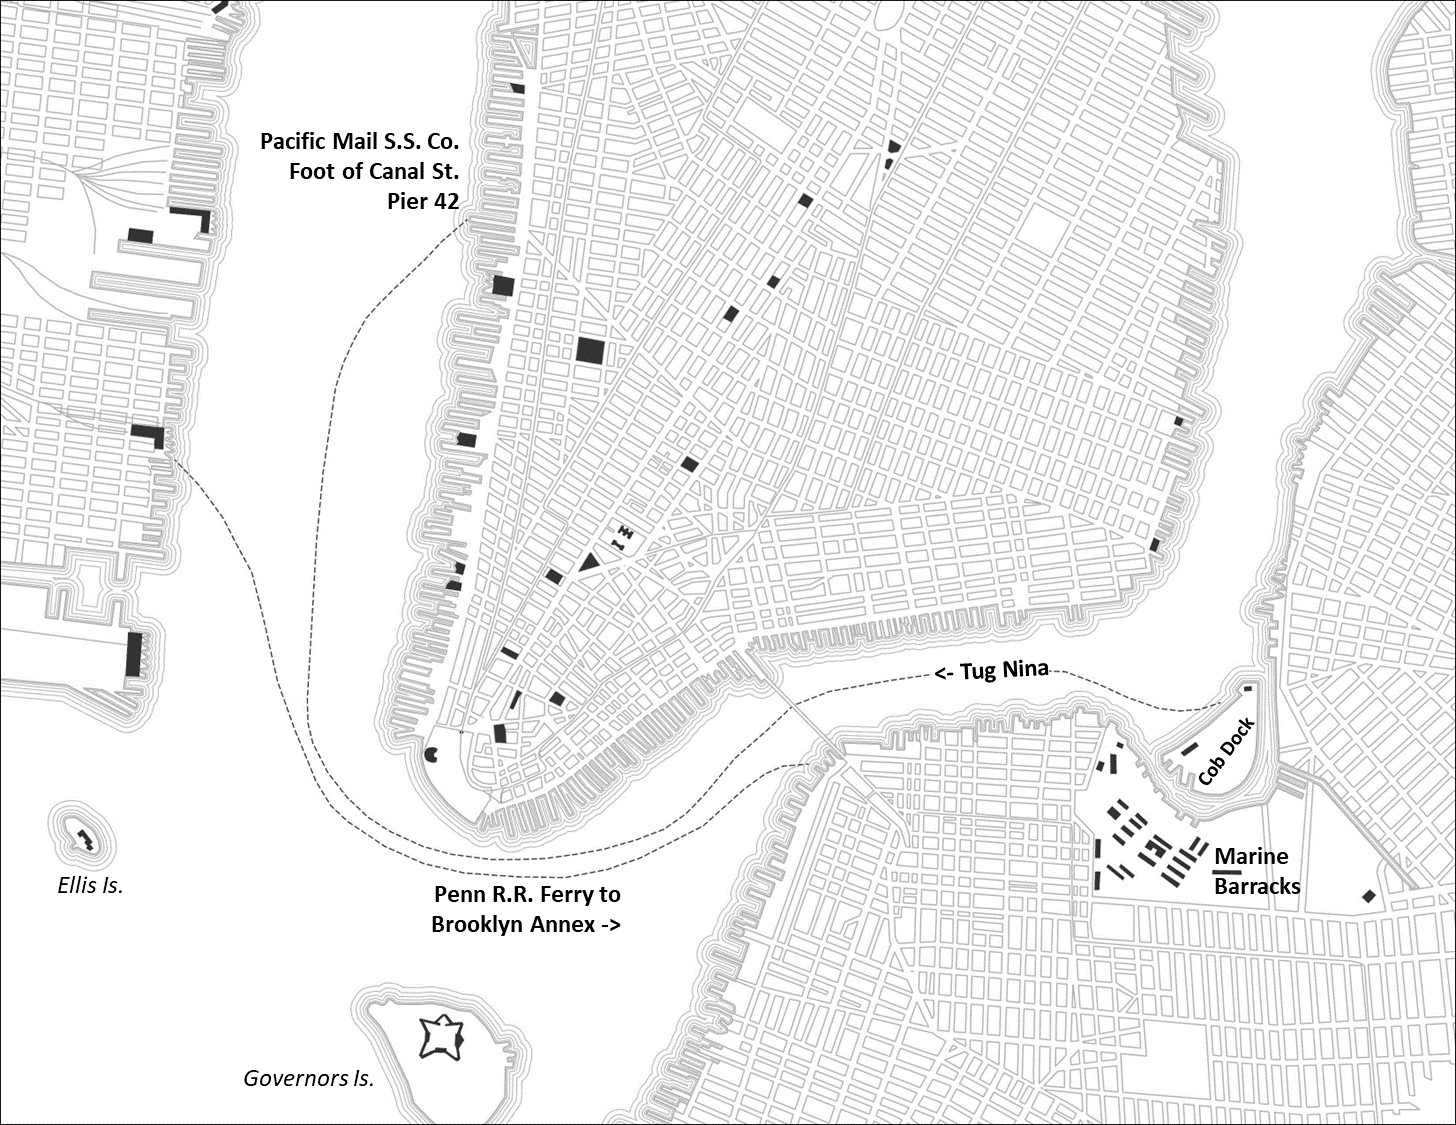 Pacific Mail S.S. Co.
Foot of Canal St.
Pier 42
<- Tug Nina
Cob Dock
Marine
Barracks
Ellis Is.
Penn R.R. Ferry to
Brooklyn Annex ->
Governors Is.